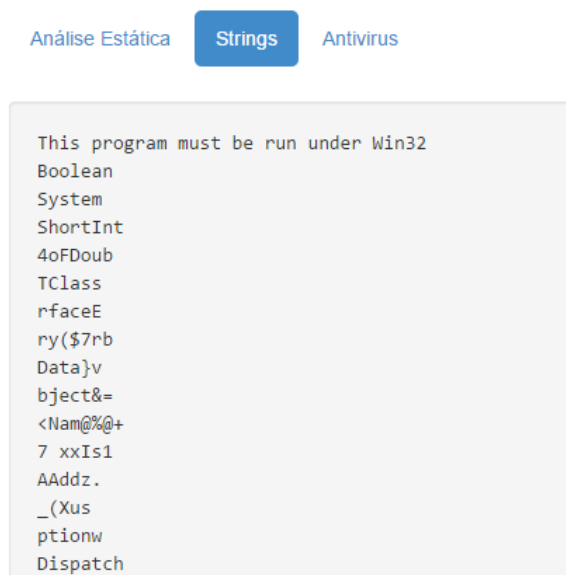 Análise Estática Strings Antivirus
This program must be run under Win32
Boolean
System
ShortInt
4oFDoub
TClass
rfaceE
ry($7rb
Data}v
bject&=
<Nam@%@+
7 xxIs1
AAddz.
_(Xus
ptionw
Dispatch